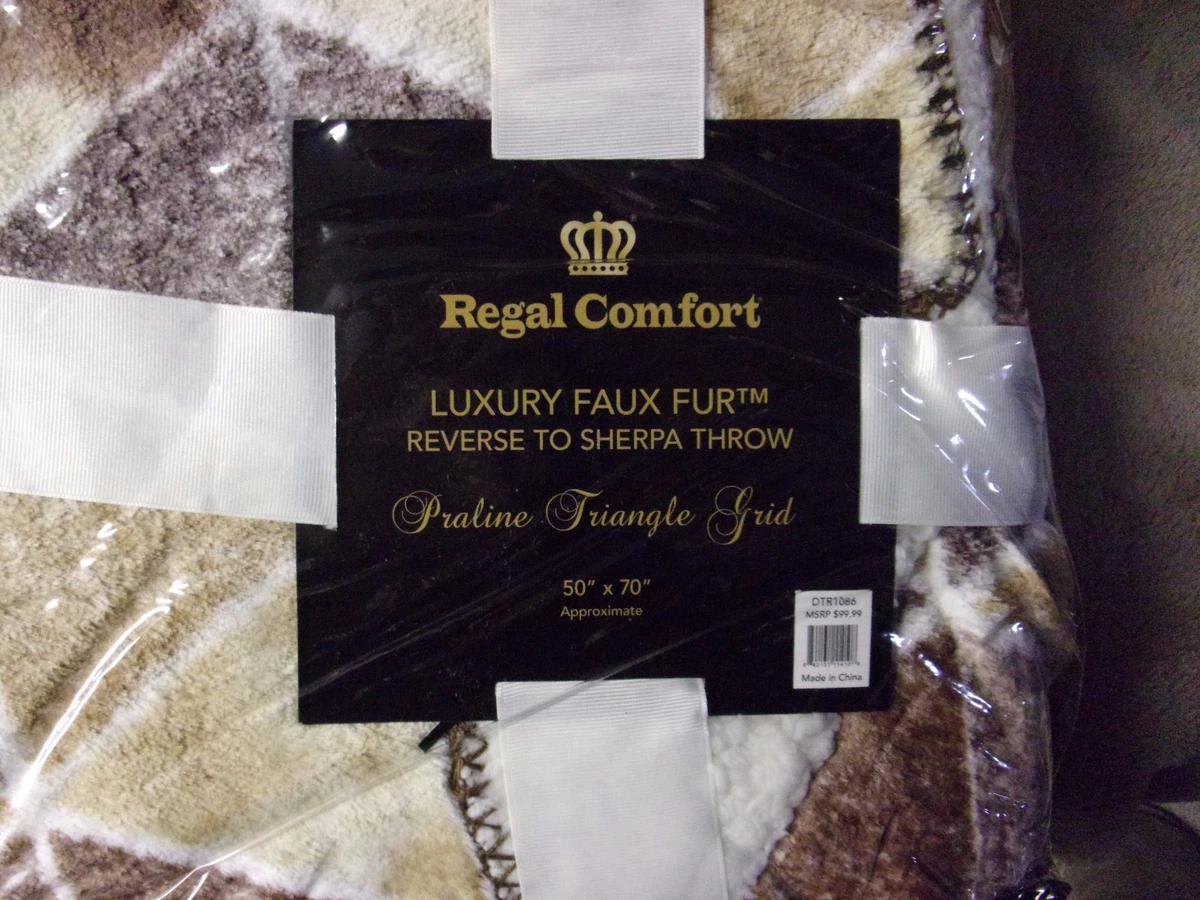 Regal Comfort
LUXURY FAUX FUR™
REVERSE TO SHERPA THROW
Praline Triangle Grid
50" x 70"
Approximate
DTR1086
MSRP $99.99
Made in China